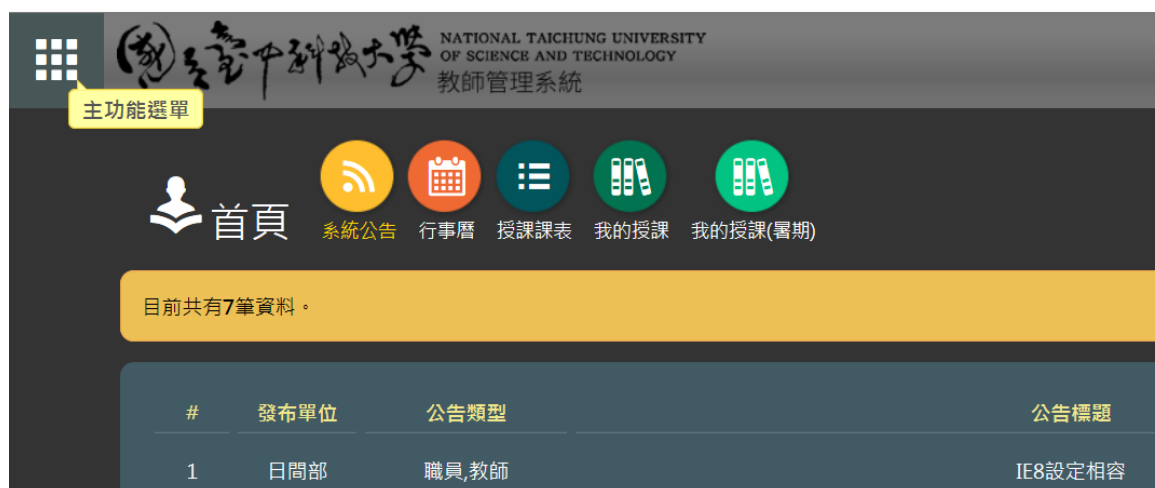 國立臺中科技大學
NATIONAL TAICHUNG UNIVERSITY
OF SCIENCE AND TECHNOLOGY
教師管理系統
主功能選單
首頁
系統公告 行事曆 授課課表 我的授課 我的授課(暑期)
目前共有7筆資料。
# 發布單位 公告類型 公告標題
1 日間部 職員,教師 IE8設定相容